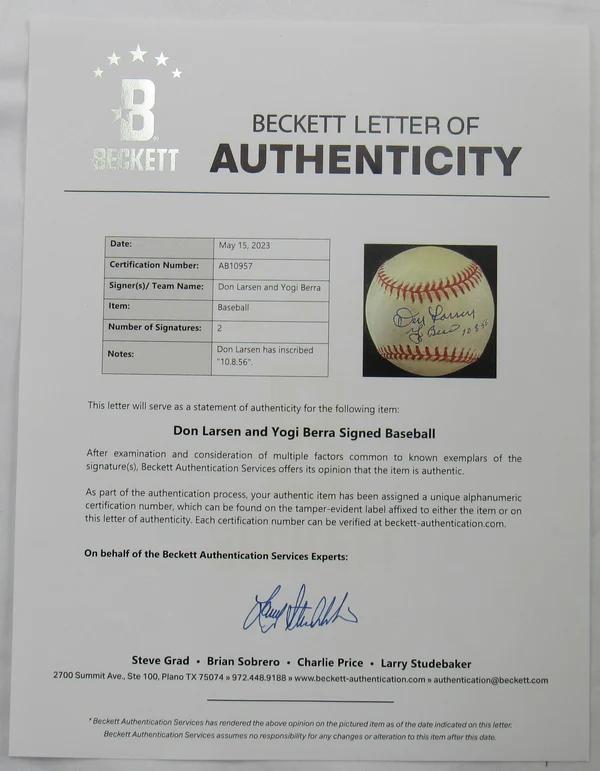 B
BECKETT
BECKETT LETTER OF
AUTHENTICITY
Date: May 15, 2023
Certification Number: AB10957
Signer(s)/ Team Name: Don Larsen and Yogi Berra
Item: Baseball
Number of Signatures: 2
Notes: Don Larsen has inscribed
"10.8.56".
Don Larsen
Yogi Berra 10.8.56
This letter will serve as a statement of authenticity for the following item:
Don Larsen and Yogi Berra Signed Baseball
After examination and consideration of multiple factors common to known exemplars of the
signature(s), Beckett Authentication Services offers its opinion that the item is authentic.
As part of the authentication process, your authentic item has been assigned a unique alphanumeric
certification number, which can be found on the tamper-evident label affixed to either the item or on
this letter of authenticity. Each certification number can be verified at beckett-authentication.com.
On behalf of the Beckett Authentication Services Experts:
Larry Studebaker
Steve Grad • Brian Sobrero • Charlie Price • Larry Studebaker
2700 Summit Ave., Ste 100, Plano TX 75074 » 972.448.9188 » www.beckett-authentication.com » authentication@beckett.com
* Beckett Authentication Services has rendered the above opinion on the pictured item as of the date indicated on this letter.
Beckett Authentication Services assumes no responsibility for any changes or alteration to this item after this date.